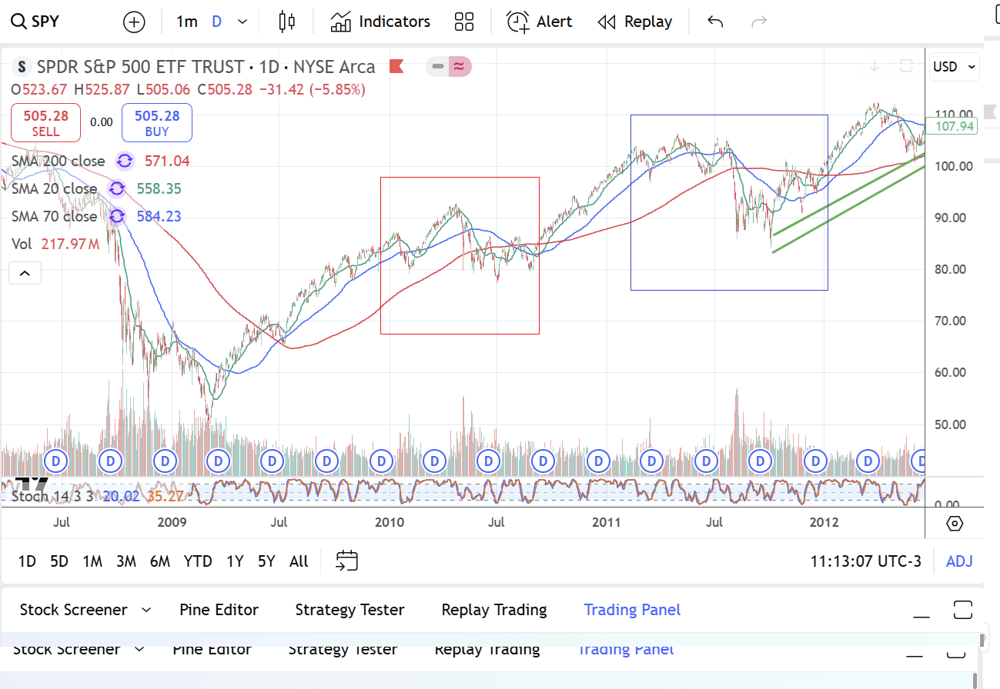 SPY 1m D Indicators Alert Replay
S SPDR S&P 500 ETF TRUST · 1D · NYSE Arca
USD
O523.67 H525.87 L505.06 C505.28 −31.42 (−5.85%)
505.28 SELL
0.00
505.28 BUY
110.00
107.94
SMA 200 close 571.04
100.00
SMA 20 close 558.35
SMA 70 close 584.23
90.00
Vol 217.97M
80.00
70.00
60.00
50.00
D D D D D D D D D D D D D D D D D
Stoch 14 3 3 20.02 35.27
0.00
Jul 2009 Jul 2010 Jul 2011 Jul 2012
1D 5D 1M 3M 6M YTD 1Y 5Y All
11:13:07 UTC-3 ADJ
Stock Screener Pine Editor Strategy Tester Replay Trading Trading Panel
Stock Screener Pine Editor Strategy Tester Replay Trading Trading Panel